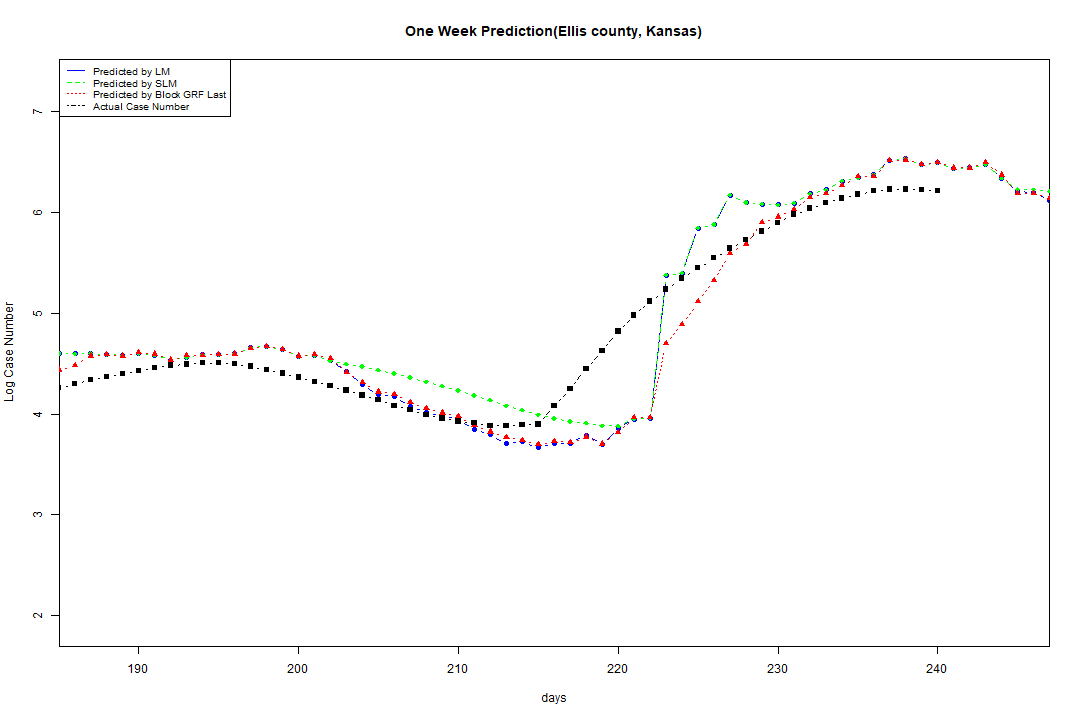 One Week Prediction(Ellis county, Kansas)
Predicted by LM
Predicted by SLM
Predicted by Block GRF Last
Actual Case Number
7
6
5
4
3
2
Log Case Number
190 200 210 220 230 240
days